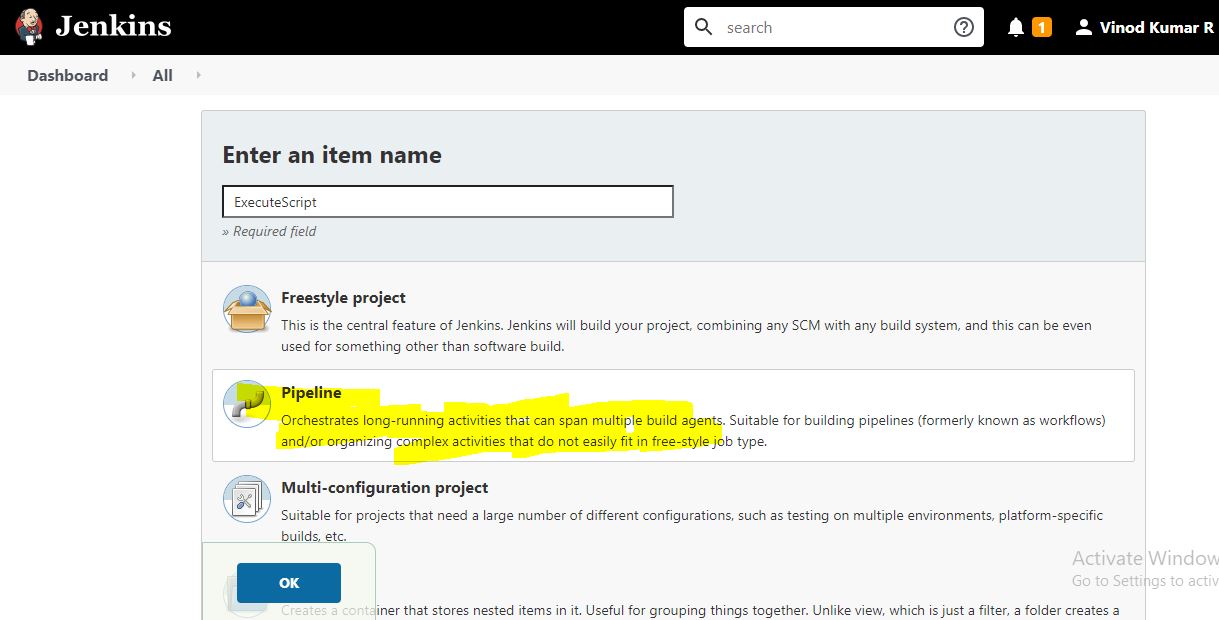 Jenkins
search
1
Vinod Kumar R
Dashboard
All
Enter an item name
ExecuteScript
» Required field
Freestyle project
This is the central feature of Jenkins. Jenkins will build your project, combining any SCM with any build system, and this can be even
used for something other than software build.
Pipeline
Orchestrates long-running activities that can span multiple build agents. Suitable for building pipelines (formerly known as workflows)
and/or organizing complex activities that do not easily fit in free-style job type.
Multi-configuration project
Suitable for projects that need a large number of different configurations, such as testing on multiple environments, platform-specific
builds, etc.
OK
Creates a container that stores nested items in it. Useful for grouping things together. Unlike view, which is just a filter, a folder creates a
Activate Window
Go to Settings to activ